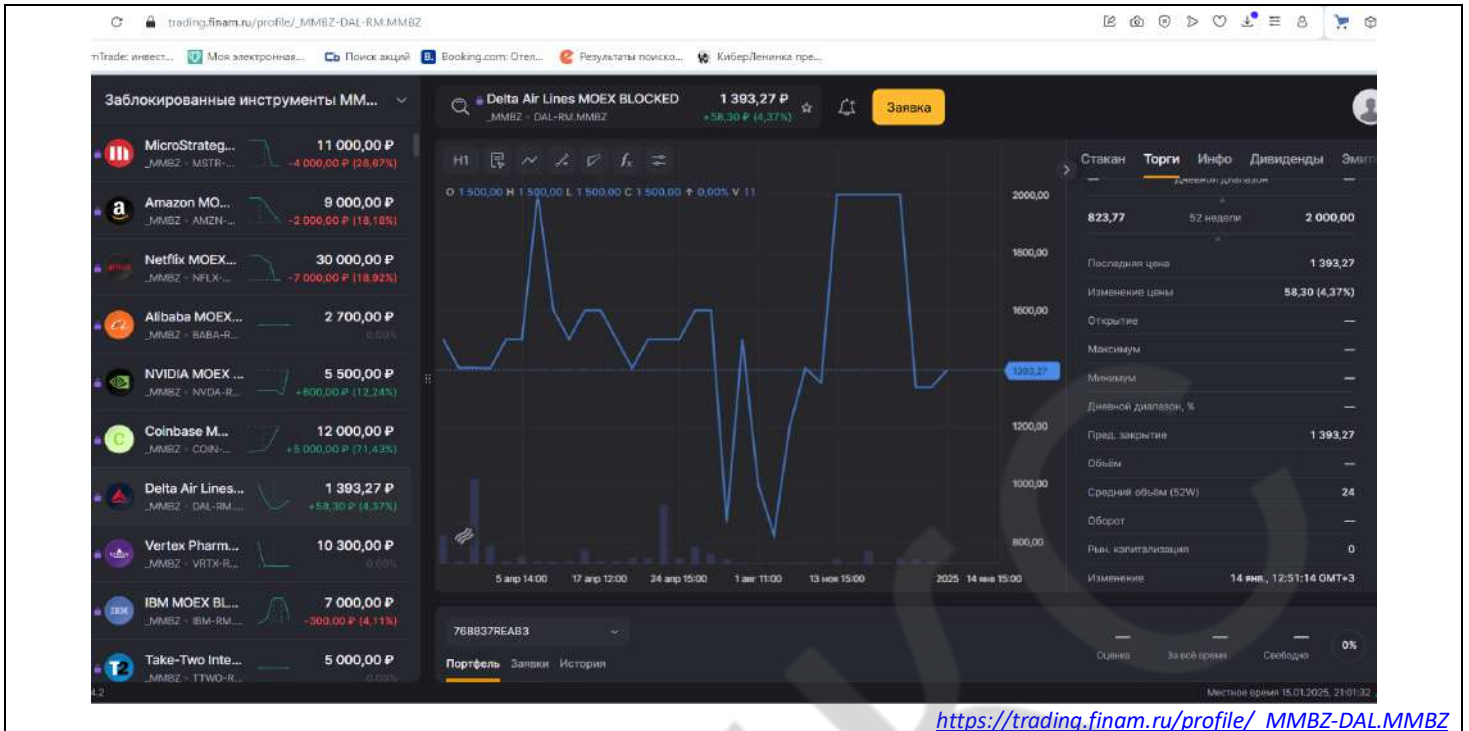 trading.finam.ru/profile/_MMBZ-DAL-RM.MMBZ
mTrade: инвест... Моя электронная... Поиск акций Booking.com: Отел... Результаты поиско... КиберЛенинка пре...
Заблокированные инструменты ММ...
Delta Air Lines MOEX BLOCKED 1 393,27 ₽
_MMBZ · DAL-RM.MMBZ +58,30 ₽ (4,37%)
Заявка
MicroStrateg... 11 000,00 ₽
_MMBZ · MSTR-... -4 000,00 ₽ (26,67%)
Amazon MO... 9 000,00 ₽
_MMBZ · AMZN-... -2 000,00 ₽ (18,18%)
Netflix MOEX... 30 000,00 ₽
_MMBZ · NFLX-... -7 000,00 ₽ (18,92%)
Alibaba MOEX... 2 700,00 ₽
_MMBZ · BABA-R... 0,00%
NVIDIA MOEX ... 5 500,00 ₽
_MMBZ · NVDA-R... +600,00 ₽ (12,24%)
Coinbase M... 12 000,00 ₽
_MMBZ · COIN-... +5 000,00 ₽ (71,43%)
Delta Air Lines... 1 393,27 ₽
_MMBZ · DAL-RM.... +58,30 ₽ (4,37%)
Vertex Pharm... 10 300,00 ₽
_MMBZ · VRTX-R... 0,00%
IBM MOEX BL... 7 000,00 ₽
_MMBZ · IBM-RM.... -300,00 ₽ (4,11%)
Take-Two Inte... 5 000,00 ₽
_MMBZ · TTWO-R... 0,00%
4.2
H1
O 1 500,00 H 1 500,00 L 1 500,00 C 1 500,00 0,00% V 11
2000,00
1800,00
1600,00
1393,27
1200,00
1000,00
800,00
5 апр 14:00 17 апр 12:00 24 апр 15:00 1 авг 11:00 13 ноя 15:00 2025 14 янв 15:00
Стакан Торги Инфо Дивиденды Эмит
— Дневной диапазон —
823,77 52 недели 2 000,00
Последняя цена 1 393,27
Изменение цены 58,30 (4,37%)
Открытие —
Максимум —
Минимум —
Дневной диапазон, % —
Пред. закрытие 1 393,27
Объём —
Средний объём (52W) 24
Оборот —
Рын. капитализация 0
Изменение 14 янв., 12:51:14 GMT+3
768837REAB3
Портфель Заявки История
— — — 0%
Оценка За всё время Свободно
Местное время 15.01.2025, 21:01:32
https://trading.finam.ru/profile/_MMBZ-DAL.MMBZ